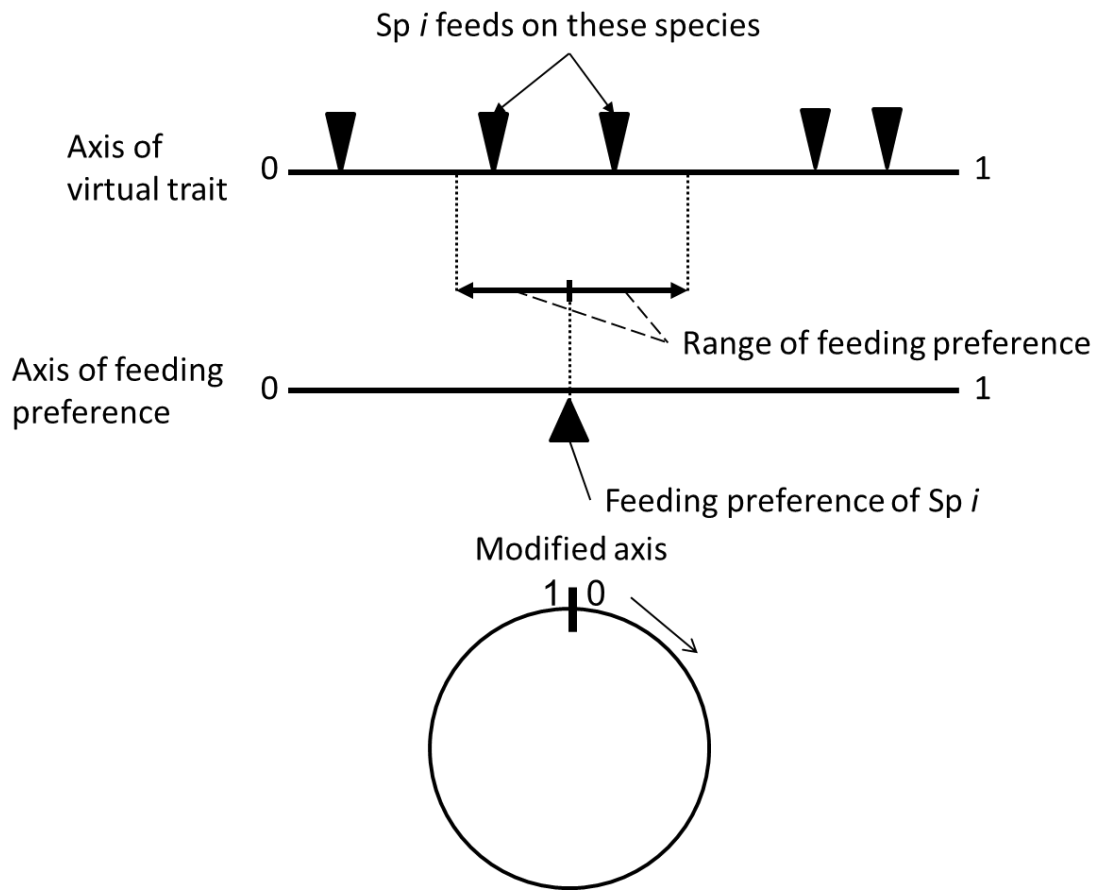 Sp i feeds on these species
Axis of
virtual trait
0
1
Range of feeding preference
Axis of feeding
preference
0
1
Feeding preference of Sp i
Modified axis
1 0